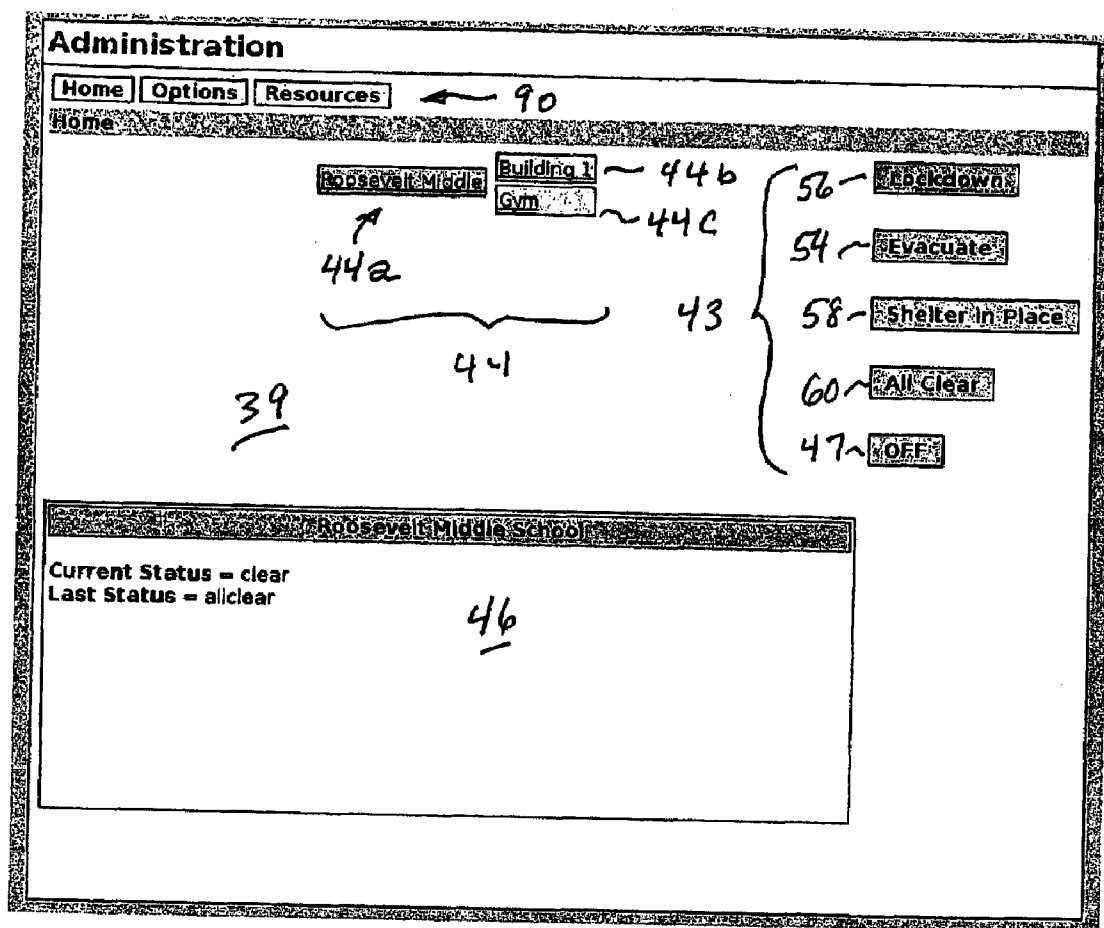 Administration
Home Options Resources 90
Home
Roosevelt Middle Building 1 44b
Gym 44c
44a
44
39
43
56 Lockdown
54 Evacuate
58 Shelter In Place
60 All Clear
47 OFF
Roosevelt Middle School
Current Status = clear
Last Status = allclear
46